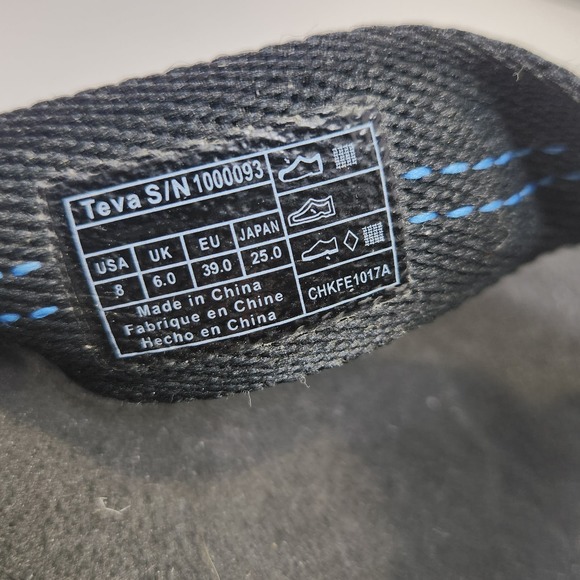 Teva S/N 1000093
USA UK EU JAPAN
8 6.0 39.0 25.0
Made in China
Fabrique en Chine
Hecho en China
CHKFE1017A